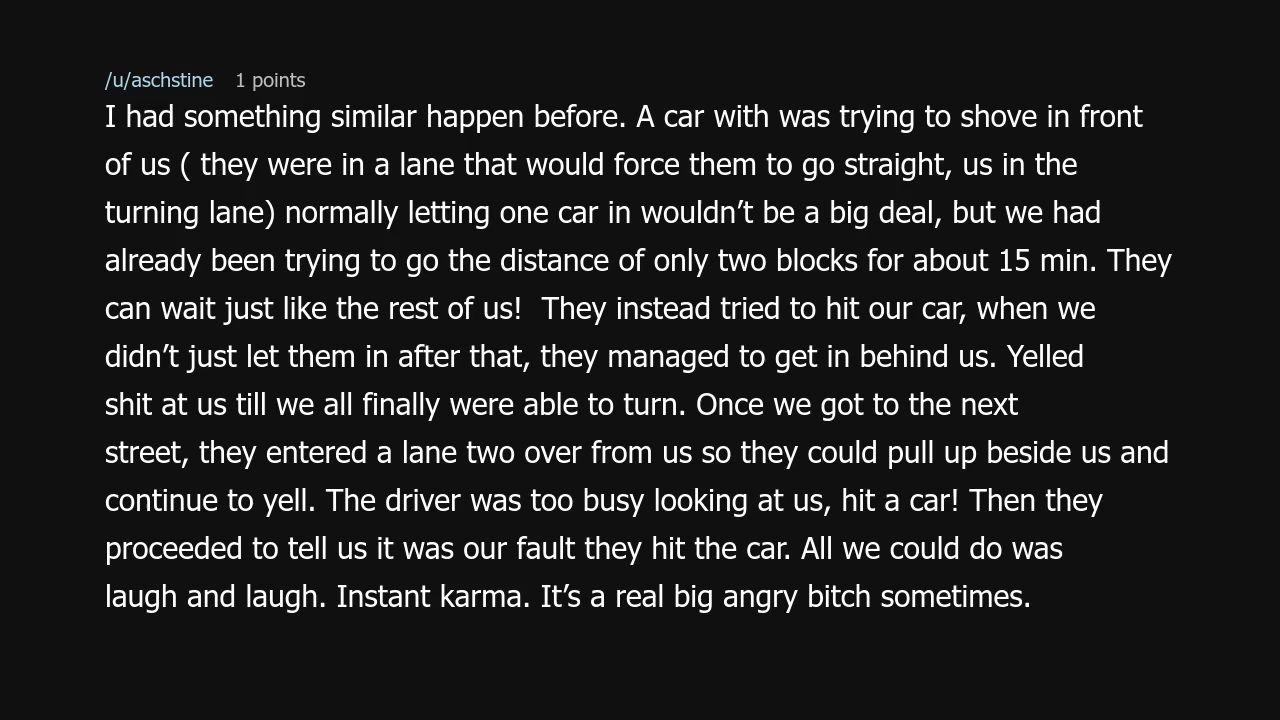 /u/aschstine 1 points
I had something similar happen before. A car with was trying to shove in front
of us ( they were in a lane that would force them to go straight, us in the
turning lane) normally letting one car in wouldn’t be a big deal, but we had
already been trying to go the distance of only two blocks for about 15 min. They
can wait just like the rest of us!  They instead tried to hit our car, when we
didn’t just let them in after that, they managed to get in behind us. Yelled
shit at us till we all finally were able to turn. Once we got to the next
street, they entered a lane two over from us so they could pull up beside us and
continue to yell. The driver was too busy looking at us, hit a car! Then they
proceeded to tell us it was our fault they hit the car. All we could do was
laugh and laugh. Instant karma. It’s a real big angry bitch sometimes.